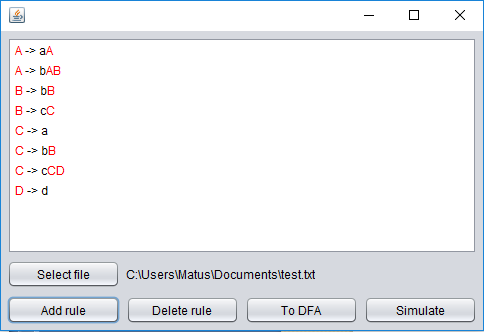 A -> aA
A -> bAB
B -> bB
B -> cC
C -> a
C -> bB
C -> cCD
D -> d
Select file C:\Users\Matus\Documents\test.txt
Add rule Delete rule To DFA Simulate